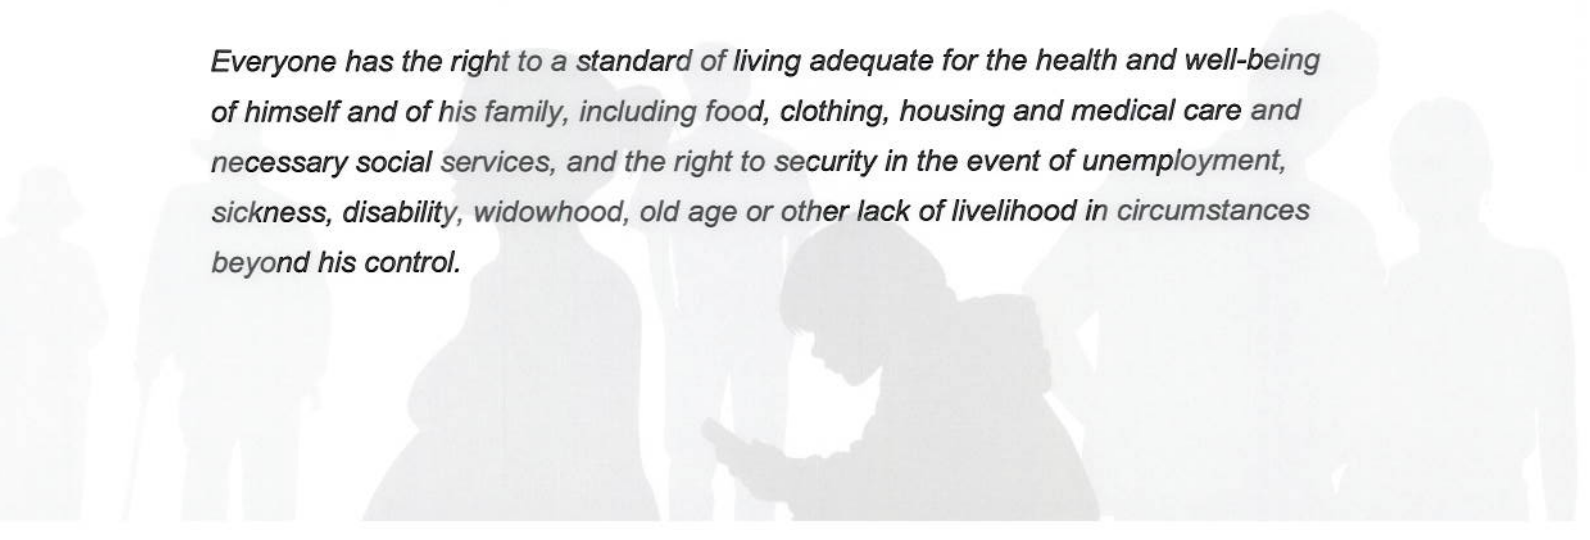 Everyone has the right to a standard of living adequate for the health and well-being
of himself and of his family, including food, clothing, housing and medical care and
necessary social services, and the right to security in the event of unemployment,
sickness, disability, widowhood, old age or other lack of livelihood in circumstances
beyond his control.